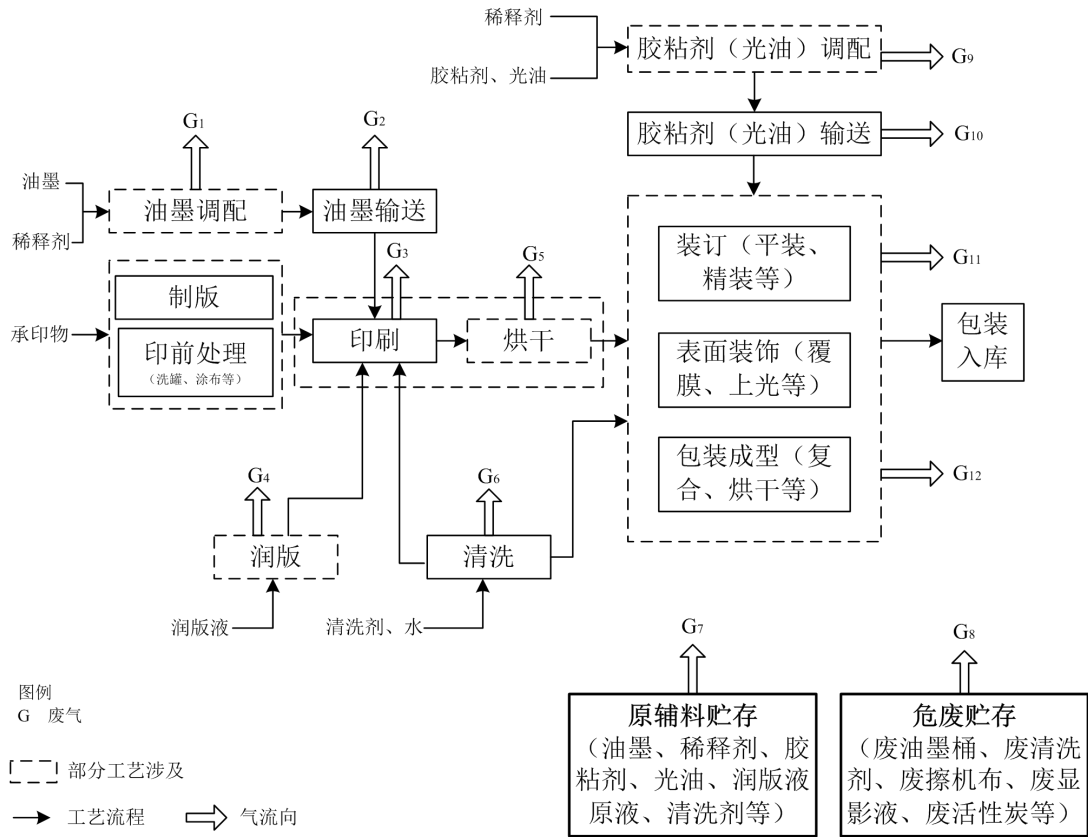 稀释剂
胶粘剂、光油
胶粘剂（光油）调配
G9
胶粘剂（光油）输送
G10
G1
G2
油墨
稀释剂
油墨调配
油墨输送
G3
G5
承印物
制版
印前处理
（洗罐、涂布等）
印刷
烘干
装订（平装、
精装等）
G11
表面装饰（覆
膜、上光等）
包装
入库
包装成型（复
合、烘干等）
G12
G4
G6
润版
清洗
润版液
清洗剂、水
G7
G8
原辅料贮存
（油墨、稀释剂、胶
粘剂、光油、润版液
原液、清洗剂等）
危废贮存
（废油墨桶、废清洗
剂、废擦机布、废显
影液、废活性炭等）
图例
G 废气
部分工艺涉及
工艺流程
气流向